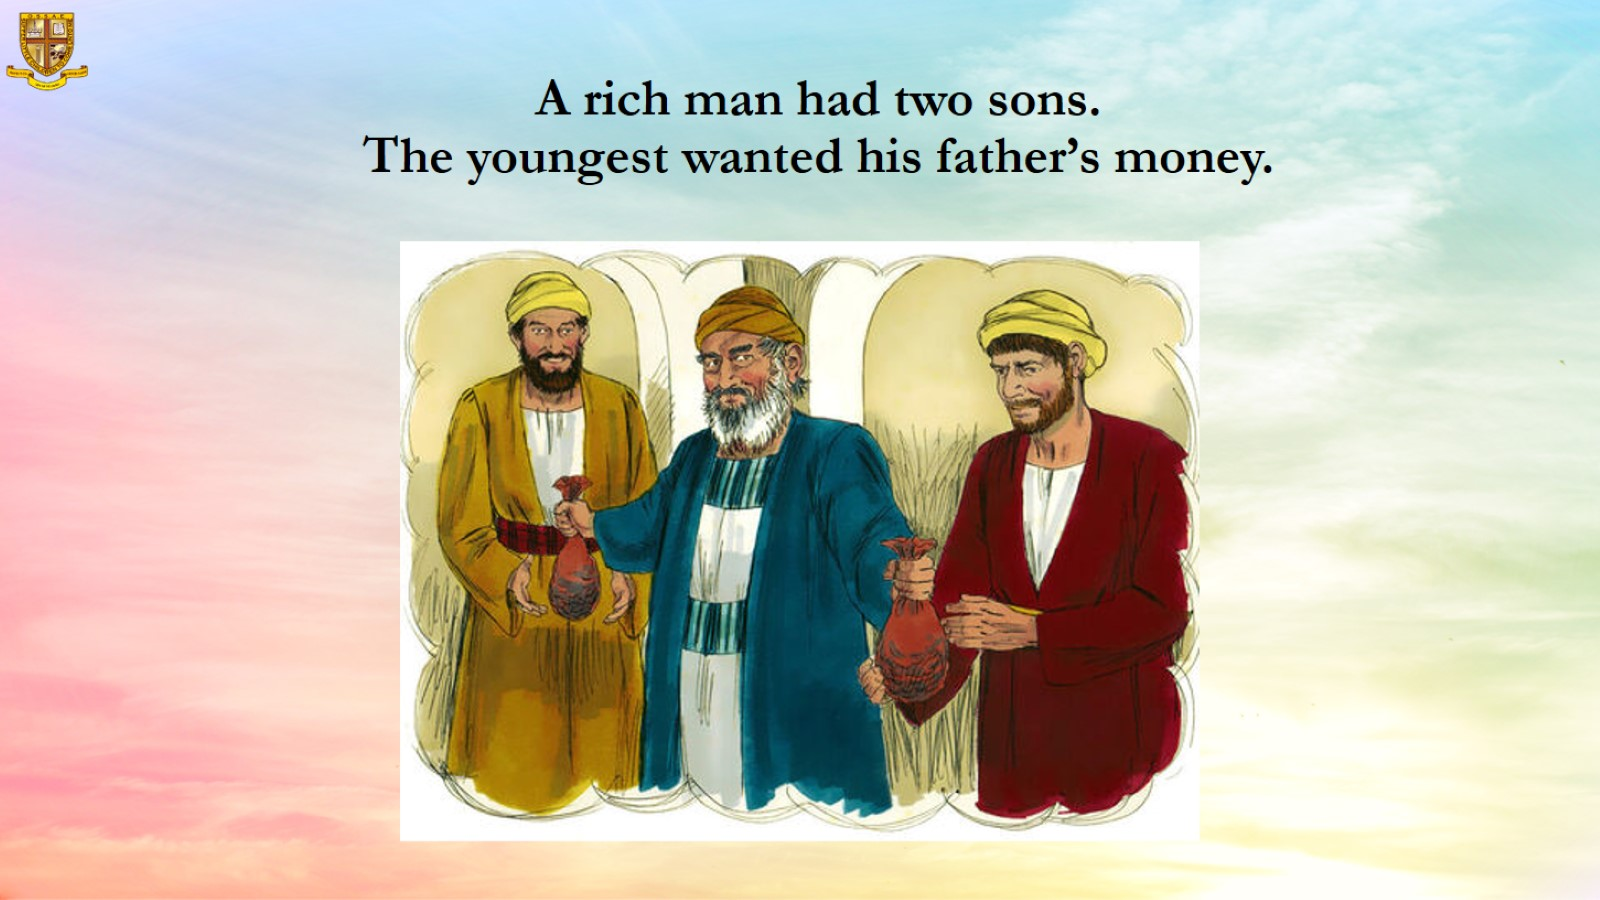 A rich man had two sons.
The youngest wanted his father’s money.